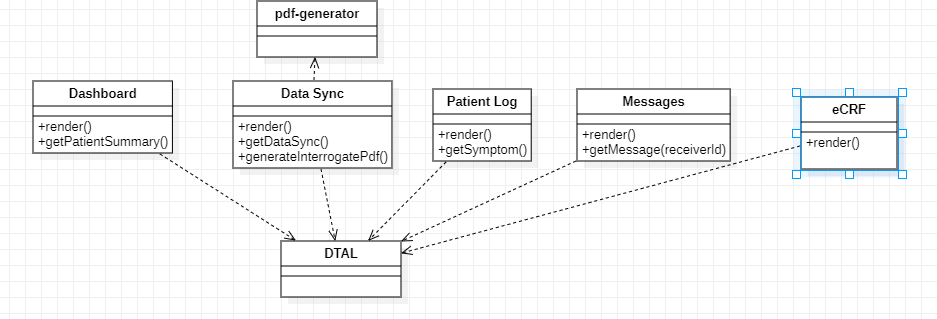 pdf-generator
Dashboard
+render()
+getPatientSummary()
Data Sync
+render()
+getDataSync()
+generateInterrogatePdf()
Patient Log
+render()
+getSymptom()
Messages
+render()
+getMessage(receiverId)
eCRF
+render()
DTAL